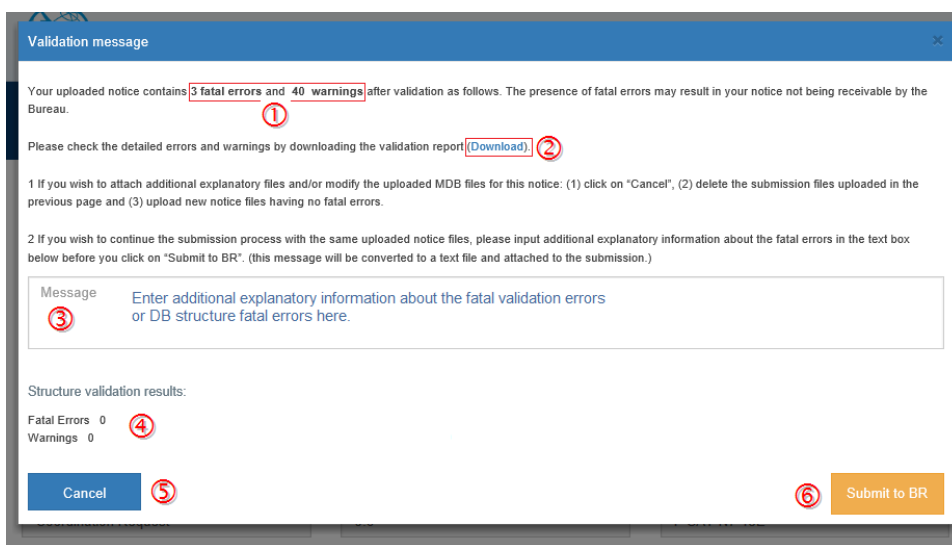 Validation message ×
Your uploaded notice contains 3 fatal errors and 40 warnings after validation as follows. The presence of fatal errors may result in your notice not being receivable by the
Bureau.
①
Please check the detailed errors and warnings by downloading the validation report (Download). ②
1 If you wish to attach additional explanatory files and/or modify the uploaded MDB files for this notice: (1) click on “Cancel”, (2) delete the submission files uploaded in the
previous page and (3) upload new notice files having no fatal errors.
2 If you wish to continue the submission process with the same uploaded notice files, please input additional explanatory information about the fatal errors in the text box
below before you click on “Submit to BR”. (this message will be converted to a text file and attached to the submission.)
Message Enter additional explanatory information about the fatal validation errors
③ or DB structure fatal errors here.
Structure validation results:
Fatal Errors 0
④
Warnings 0
Cancel ⑤ ⑥ Submit to BR